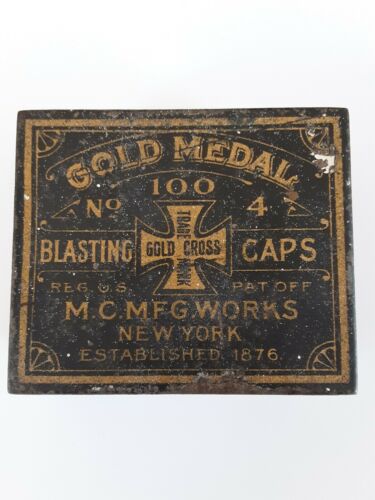 GOLD MEDAL
100
No 4
BLASTING GOLD CROSS CAPS
TRADE MARK
REG. U.S. PAT. OFF
M.C. MFG. WORKS
NEW YORK
ESTABLISHED 1876.